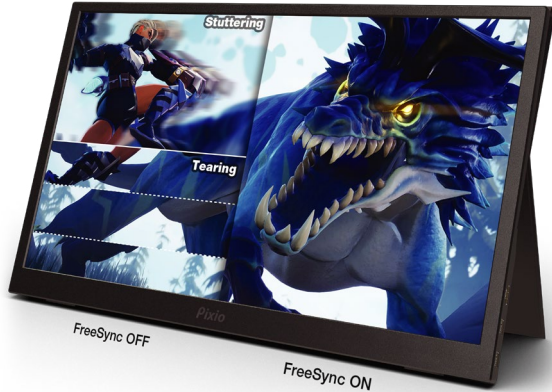 Stuttering
Tearing
Pixio
FreeSync OFF
FreeSync ON